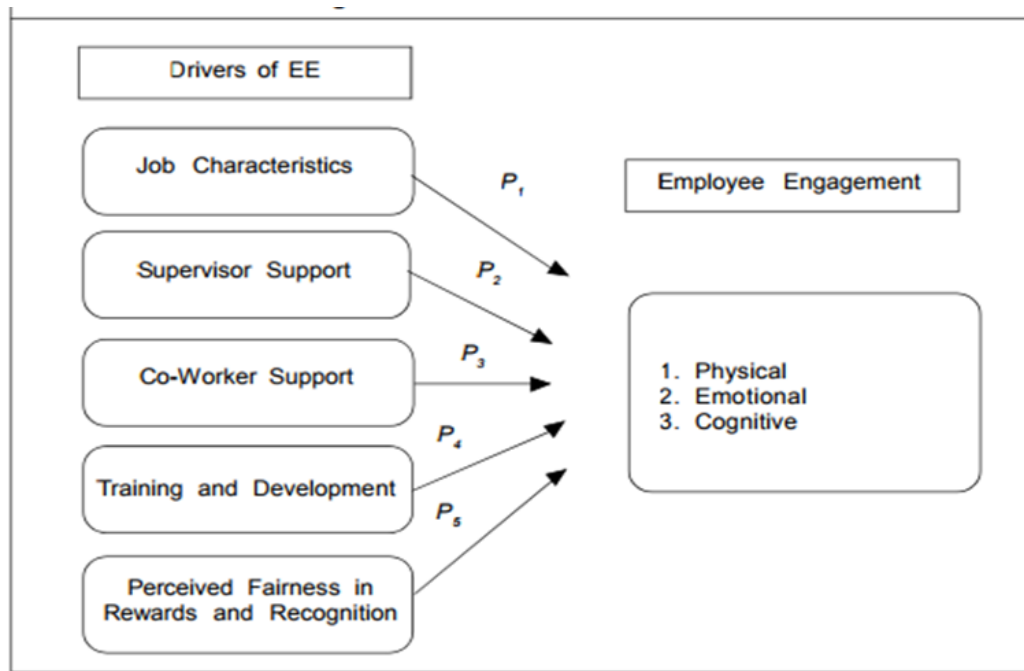 Drivers of EE
Job Characteristics
P1
Employee Engagement
Supervisor Support
P2
Co-Worker Support
P3
1. Physical
2. Emotional
3. Cognitive
Training and Development
P4
P5
Perceived Fairness in
Rewards and Recognition